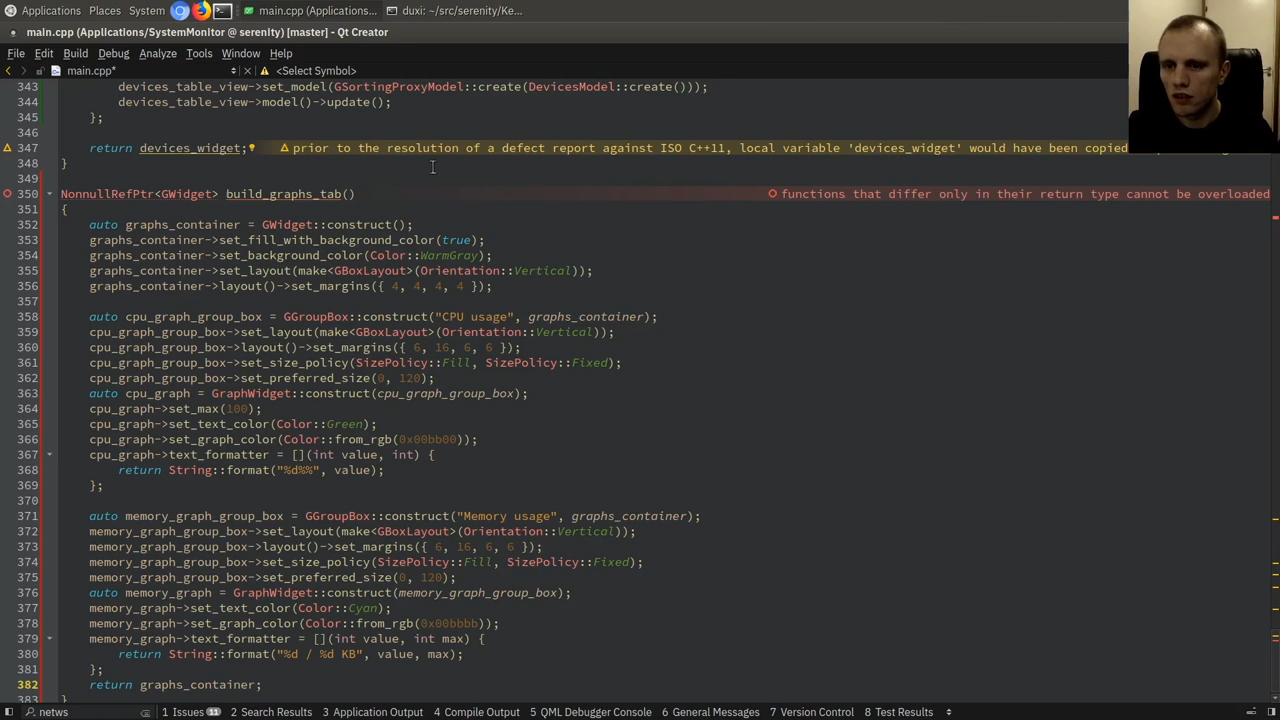 Applications Places System main.cpp (Applications... duxi: ~/src/serenity/Ke...
main.cpp (Applications/SystemMonitor @ serenity) [master] - Qt Creator
File Edit Build Debug Analyze Tools Window Help
main.cpp* <Select Symbol>
343 devices_table_view->set_model(GSortingProxyModel::create(DevicesModel::create()));
344 devices_table_view->model()->update();
345 };
346
347 return devices_widget; prior to the resolution of a defect report against ISO C++11, local variable 'devices_widget' would have been copied
348 }
349
350 NonnullRefPtr<GWidget> build_graphs_tab() functions that differ only in their return type cannot be overloaded
351 {
352 auto graphs_container = GWidget::construct();
353 graphs_container->set_fill_with_background_color(true);
354 graphs_container->set_background_color(Color::WarmGray);
355 graphs_container->set_layout(make<GBoxLayout>(Orientation::Vertical));
356 graphs_container->layout()->set_margins({ 4, 4, 4, 4 });
357
358 auto cpu_graph_group_box = GGroupBox::construct("CPU usage", graphs_container);
359 cpu_graph_group_box->set_layout(make<GBoxLayout>(Orientation::Vertical));
360 cpu_graph_group_box->layout()->set_margins({ 6, 16, 6, 6 });
361 cpu_graph_group_box->set_size_policy(SizePolicy::Fill, SizePolicy::Fixed);
362 cpu_graph_group_box->set_preferred_size(0, 120);
363 auto cpu_graph = GraphWidget::construct(cpu_graph_group_box);
364 cpu_graph->set_max(100);
365 cpu_graph->set_text_color(Color::Green);
366 cpu_graph->set_graph_color(Color::from_rgb(0x00bb00));
367 cpu_graph->text_formatter = [](int value, int) {
368 return String::format("%d%%", value);
369 };
370
371 auto memory_graph_group_box = GGroupBox::construct("Memory usage", graphs_container);
372 memory_graph_group_box->set_layout(make<GBoxLayout>(Orientation::Vertical));
373 memory_graph_group_box->layout()->set_margins({ 6, 16, 6, 6 });
374 memory_graph_group_box->set_size_policy(SizePolicy::Fill, SizePolicy::Fixed);
375 memory_graph_group_box->set_preferred_size(0, 120);
376 auto memory_graph = GraphWidget::construct(memory_graph_group_box);
377 memory_graph->set_text_color(Color::Cyan);
378 memory_graph->set_graph_color(Color::from_rgb(0x00bbbb));
379 memory_graph->text_formatter = [](int value, int max) {
380 return String::format("%d / %d KB", value, max);
381 };
382 return graphs_container;
383 }
netws 1 Issues 11 2 Search Results 3 Application Output 4 Compile Output 5 QML Debugger Console 6 General Messages 7 Version Control 8 Test Results